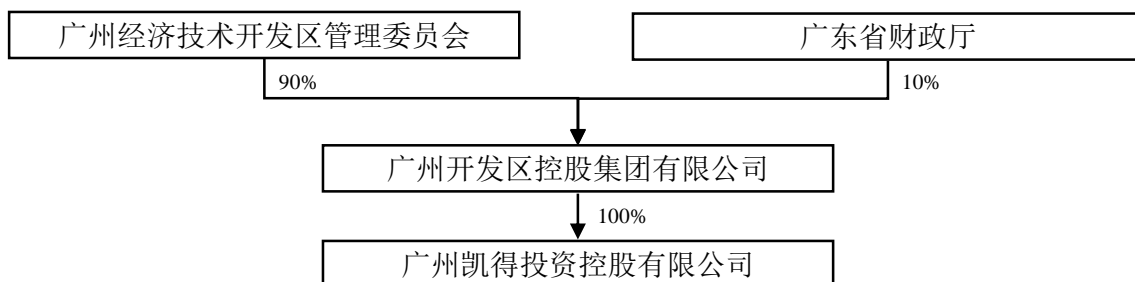 广州经济技术开发区管理委员会
广东省财政厅
90%
10%
广州开发区控股集团有限公司
100%
广州凯得投资控股有限公司